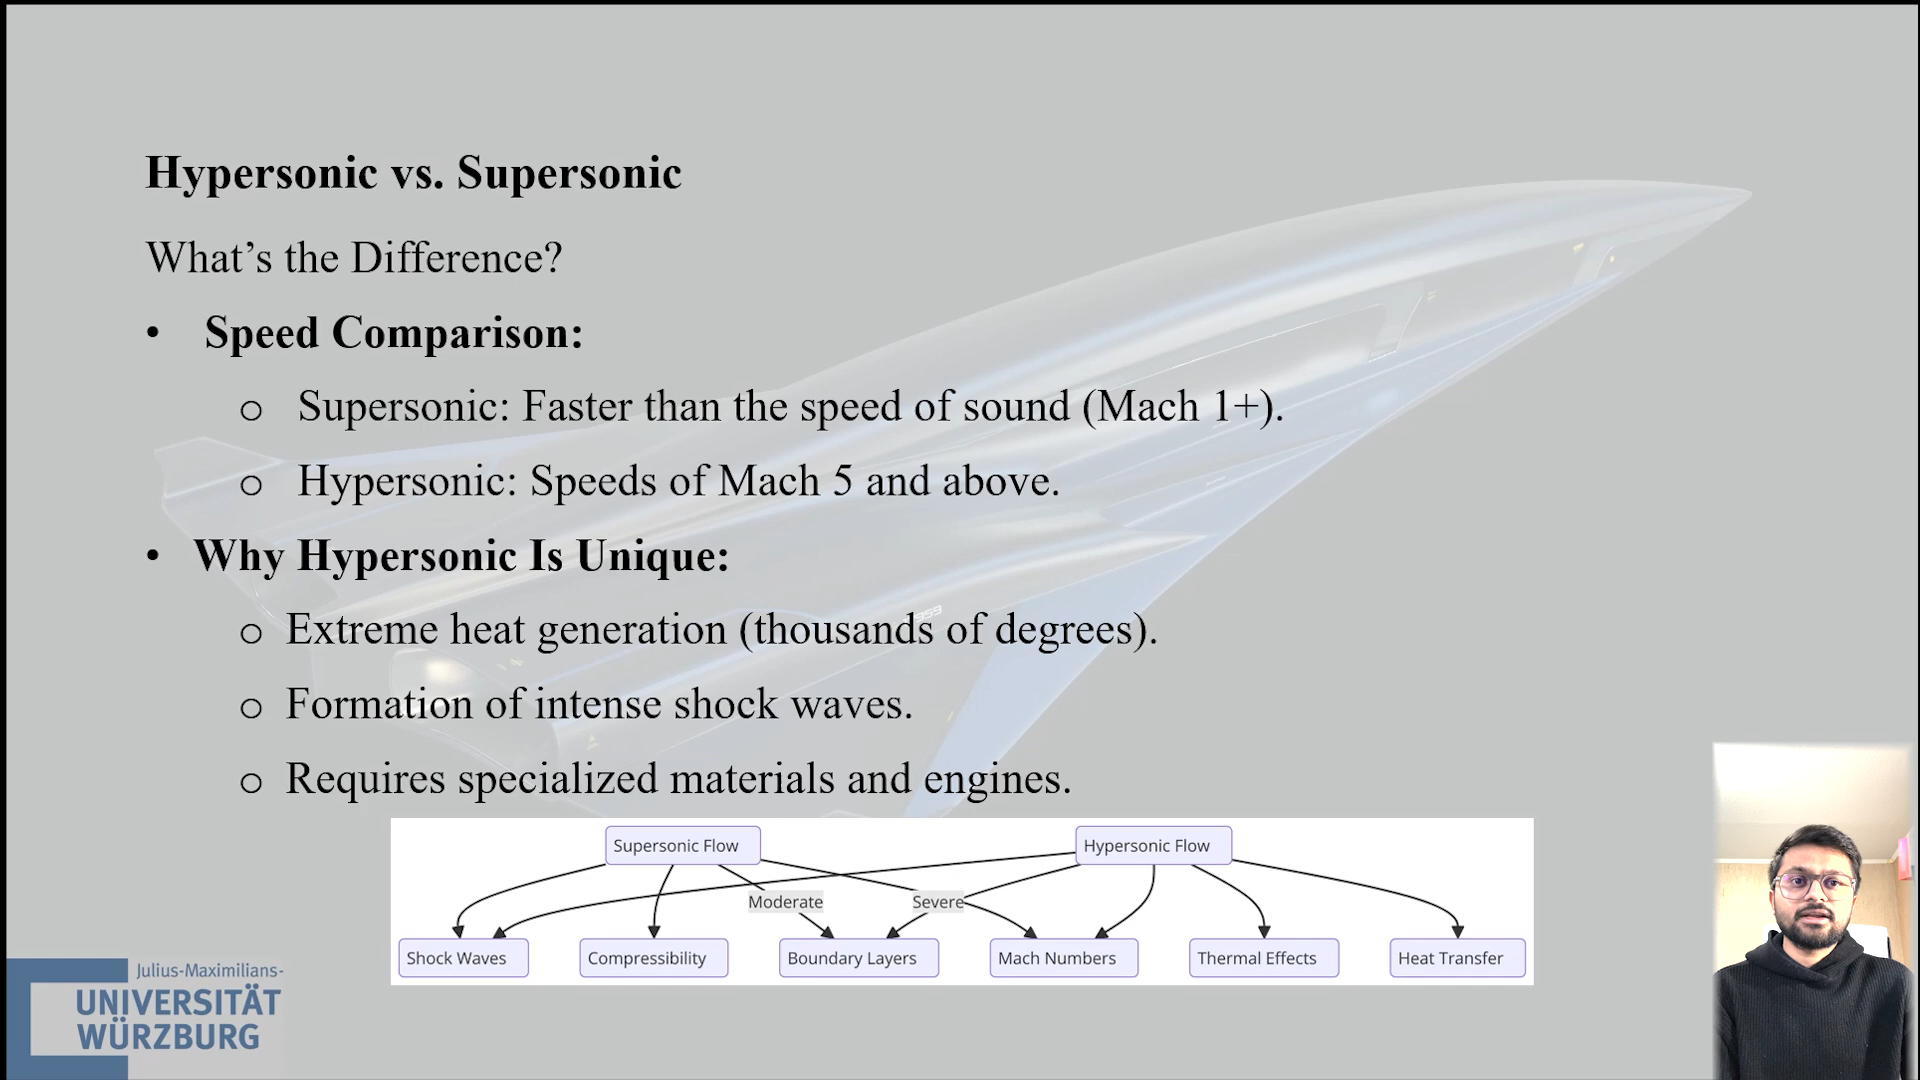 Hypersonic vs. Supersonic
What’s the Difference?
• Speed Comparison:
o Supersonic: Faster than the speed of sound (Mach 1+).
o Hypersonic: Speeds of Mach 5 and above.
• Why Hypersonic Is Unique:
o Extreme heat generation (thousands of degrees).
o Formation of intense shock waves.
o Requires specialized materials and engines.
Supersonic Flow
Hypersonic Flow
Moderate
Severe
Shock Waves
Compressibility
Boundary Layers
Mach Numbers
Thermal Effects
Heat Transfer
Julius-Maximilians-
UNIVERSITÄT
WÜRZBURG